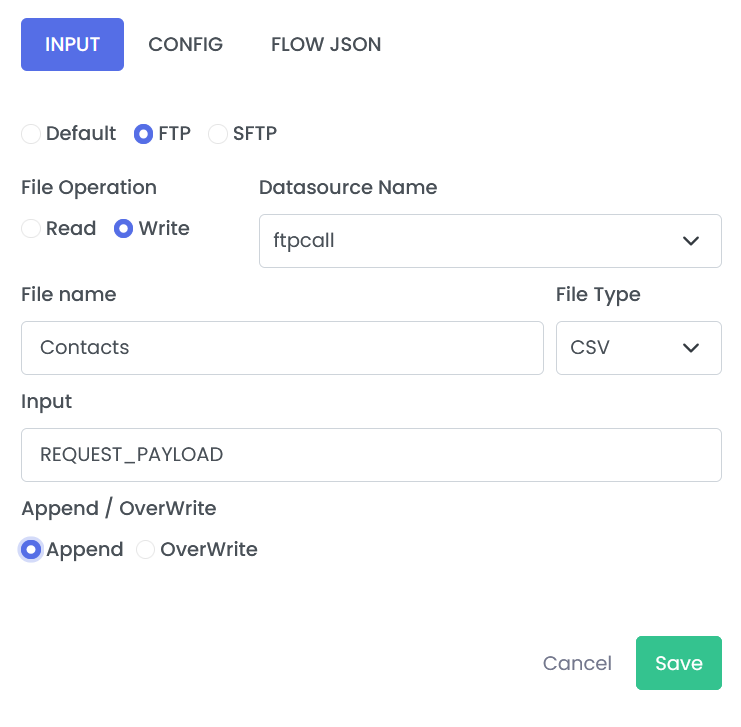 INPUT CONFIG FLOW JSON
Default FTP SFTP
File Operation Datasource Name
Read Write ftpcall
File name File Type
Contacts CSV
Input
REQUEST_PAYLOAD
Append / OverWrite
Append OverWrite
Cancel Save